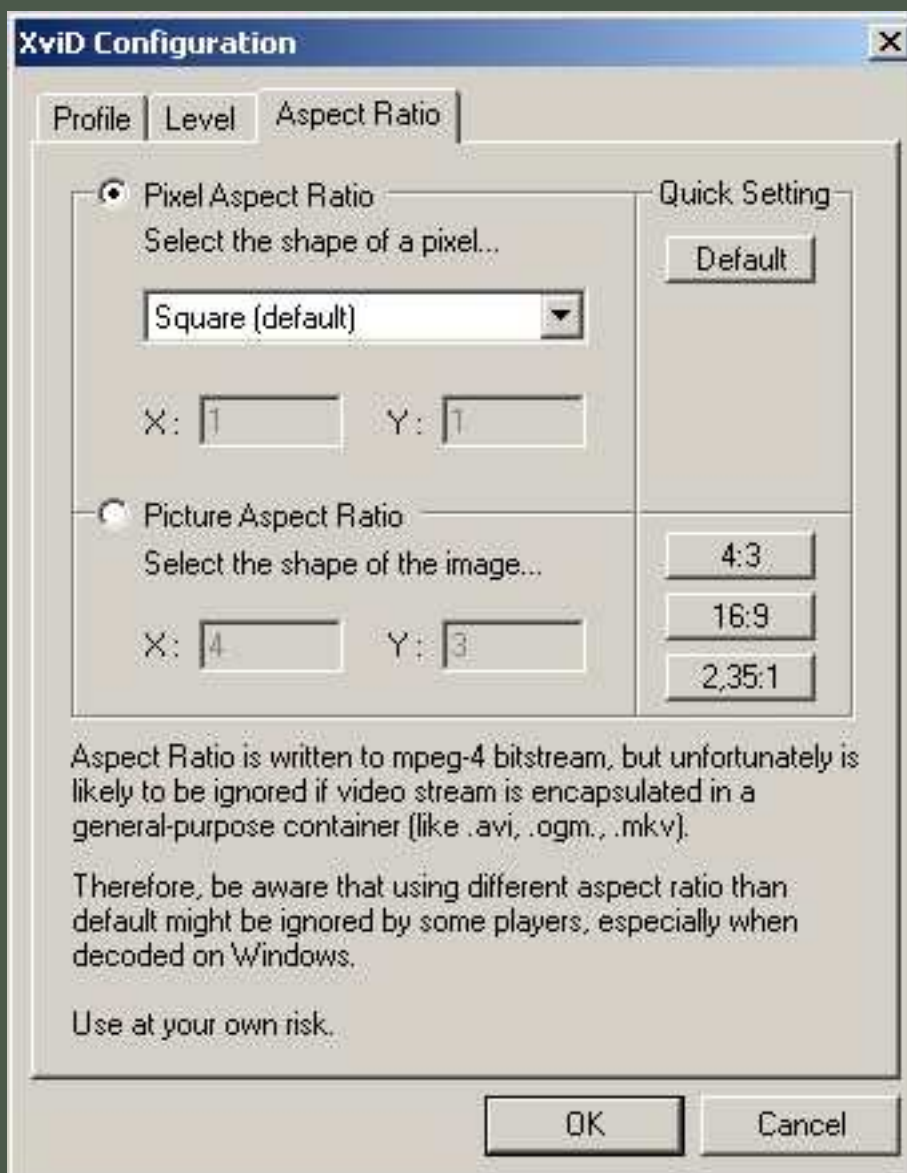 XviD Configuration
Profile Level Aspect Ratio
Pixel Aspect Ratio
Quick Setting
Select the shape of a pixel...
Default
Square (default)
X: 1 Y: 1
Picture Aspect Ratio
Select the shape of the image...
4:3
16:9
X: 4 Y: 3
2,35:1
Aspect Ratio is written to mpeg-4 bitstream, but unfortunately is
likely to be ignored if video stream is encapsulated in a
general-purpose container (like .avi, .ogm., .mkv).
Therefore, be aware that using different aspect ratio than
default might be ignored by some players, especially when
decoded on Windows.
Use at your own risk.
OK Cancel